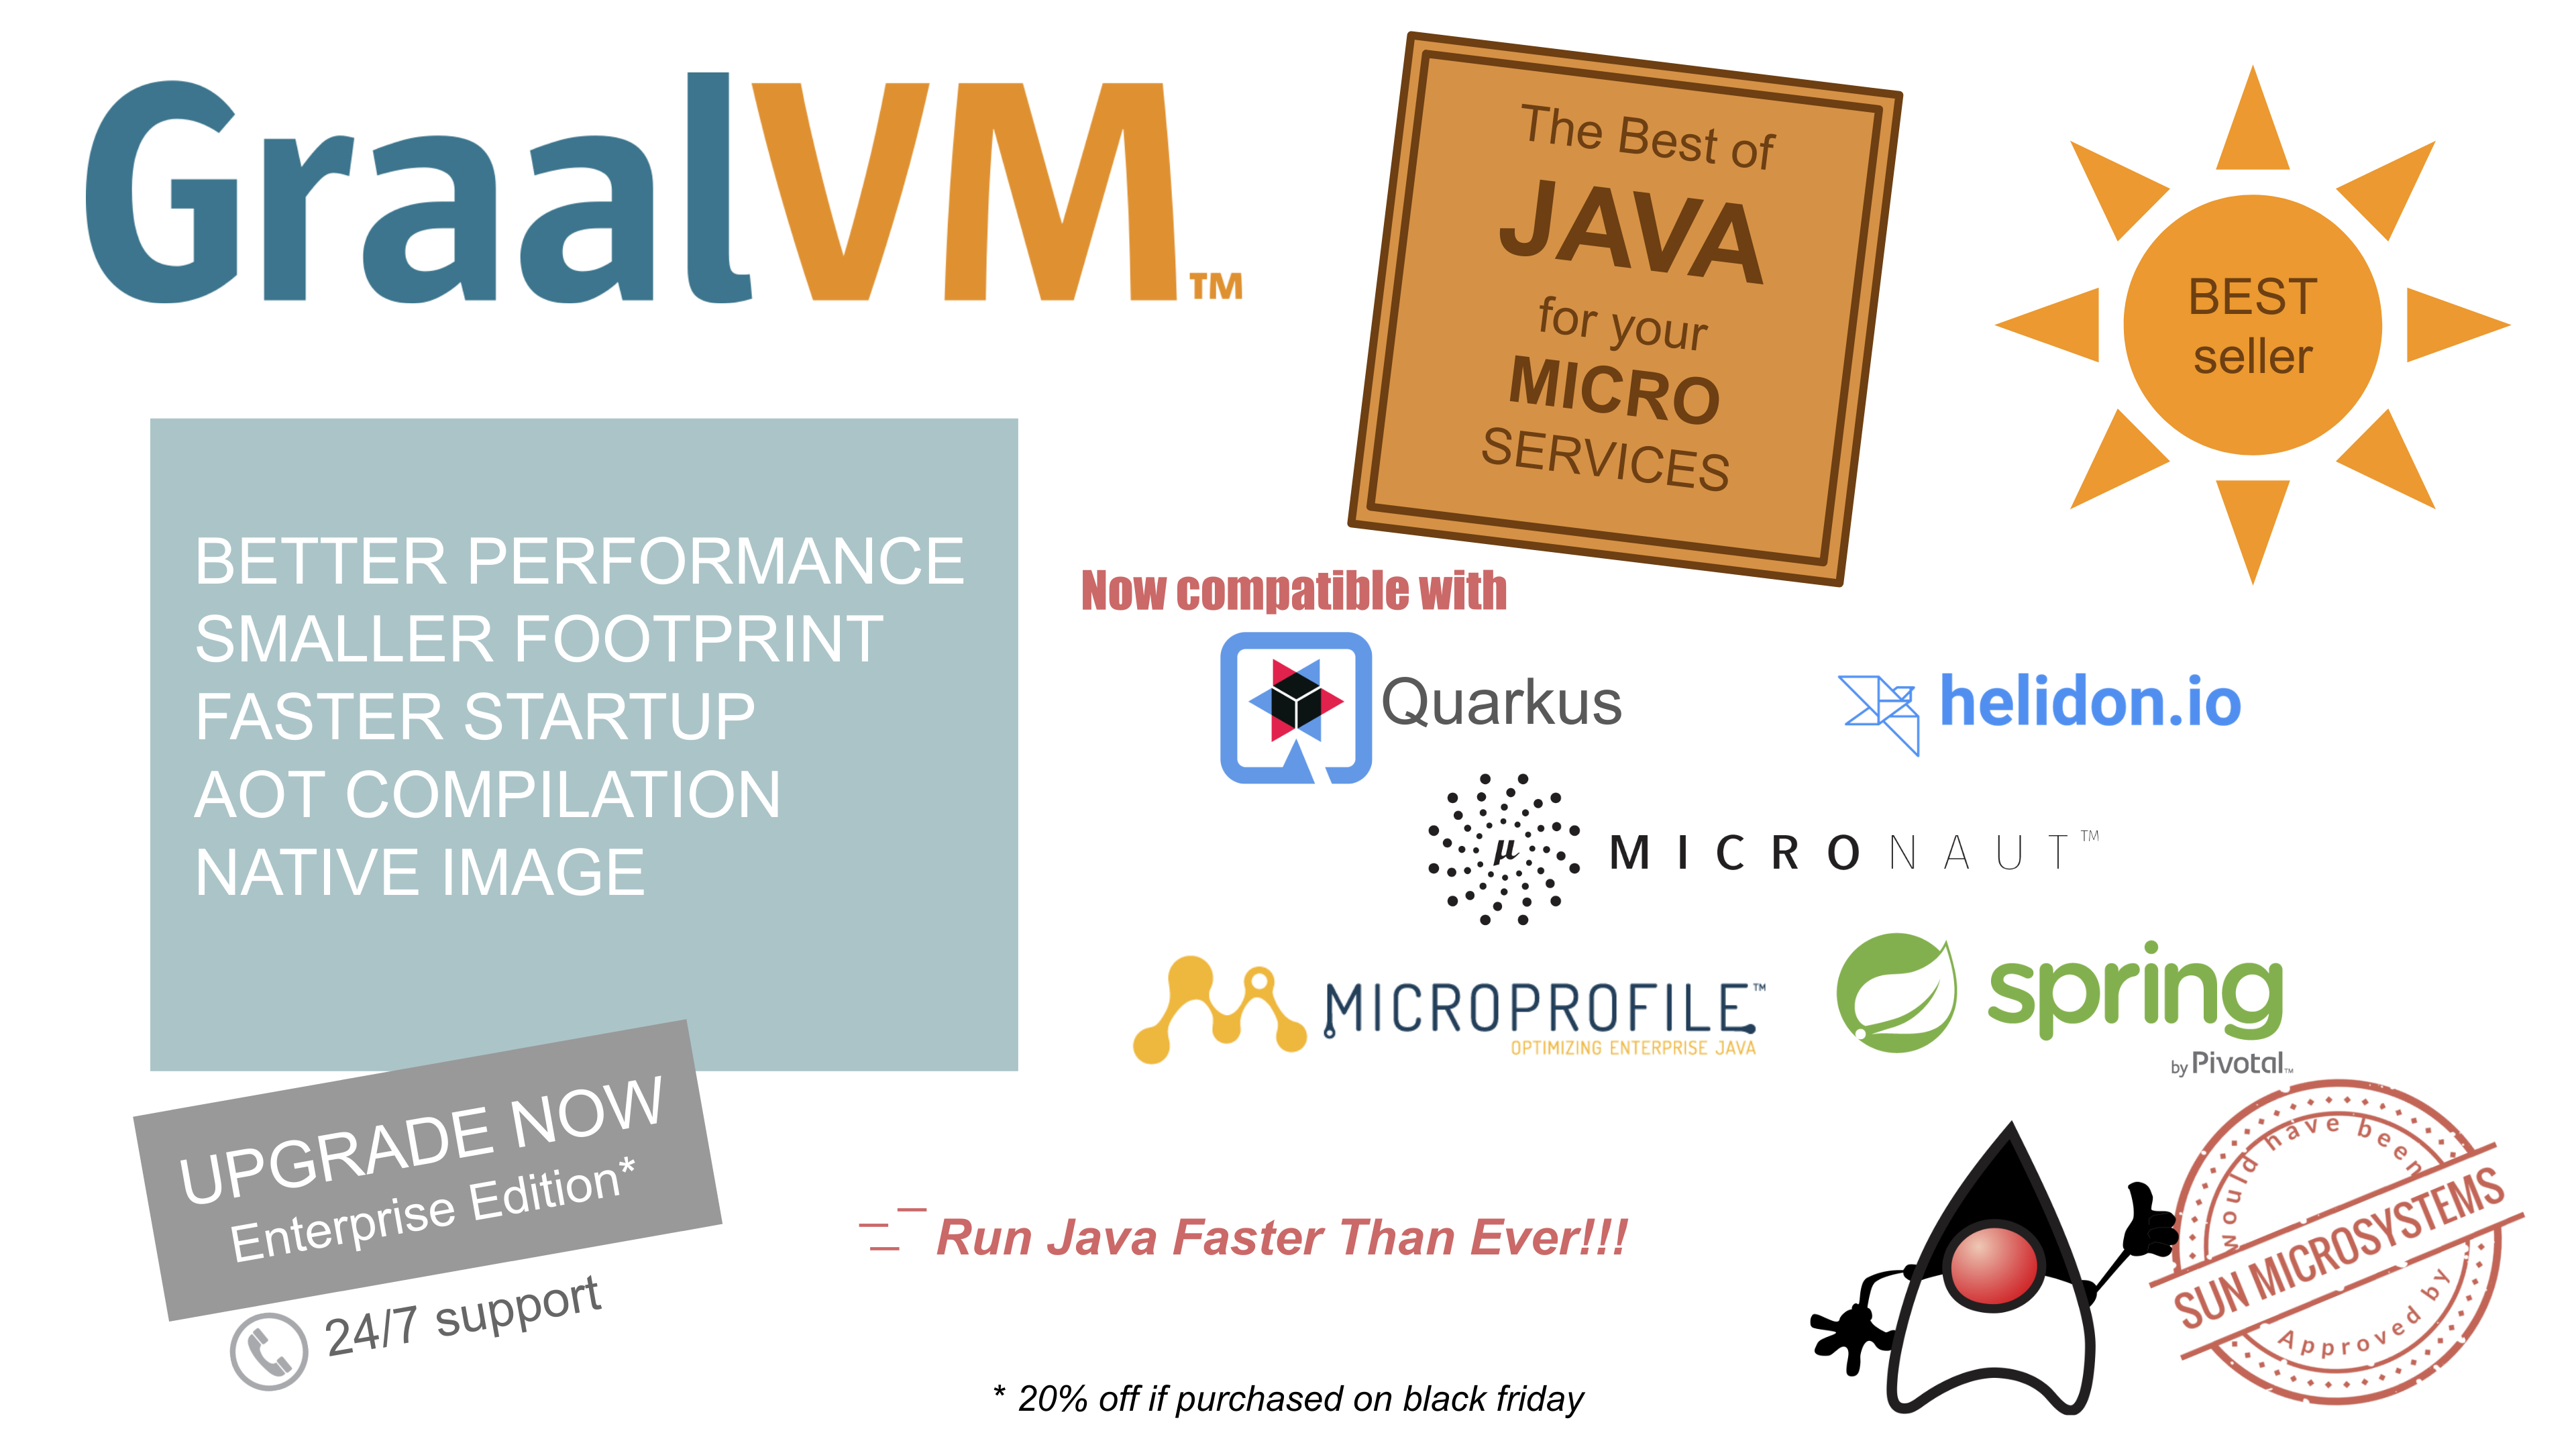 GraalVM™
The Best of
JAVA
for your
MICRO
SERVICES
BEST
seller
BETTER PERFORMANCE
SMALLER FOOTPRINT
FASTER STARTUP
AOT COMPILATION
NATIVE IMAGE
Now compatible with
Quarkus
helidon.io
μ
MICRONAUT™
MICROPROFILE™
OPTIMIZING ENTERPRISE JAVA
spring
by Pivotal™
UPGRADE NOW
Enterprise Edition*
24/7 support
Run Java Faster Than Ever!!!
would have been
SUN MICROSYSTEMS
Approved by
* 20% off if purchased on black friday